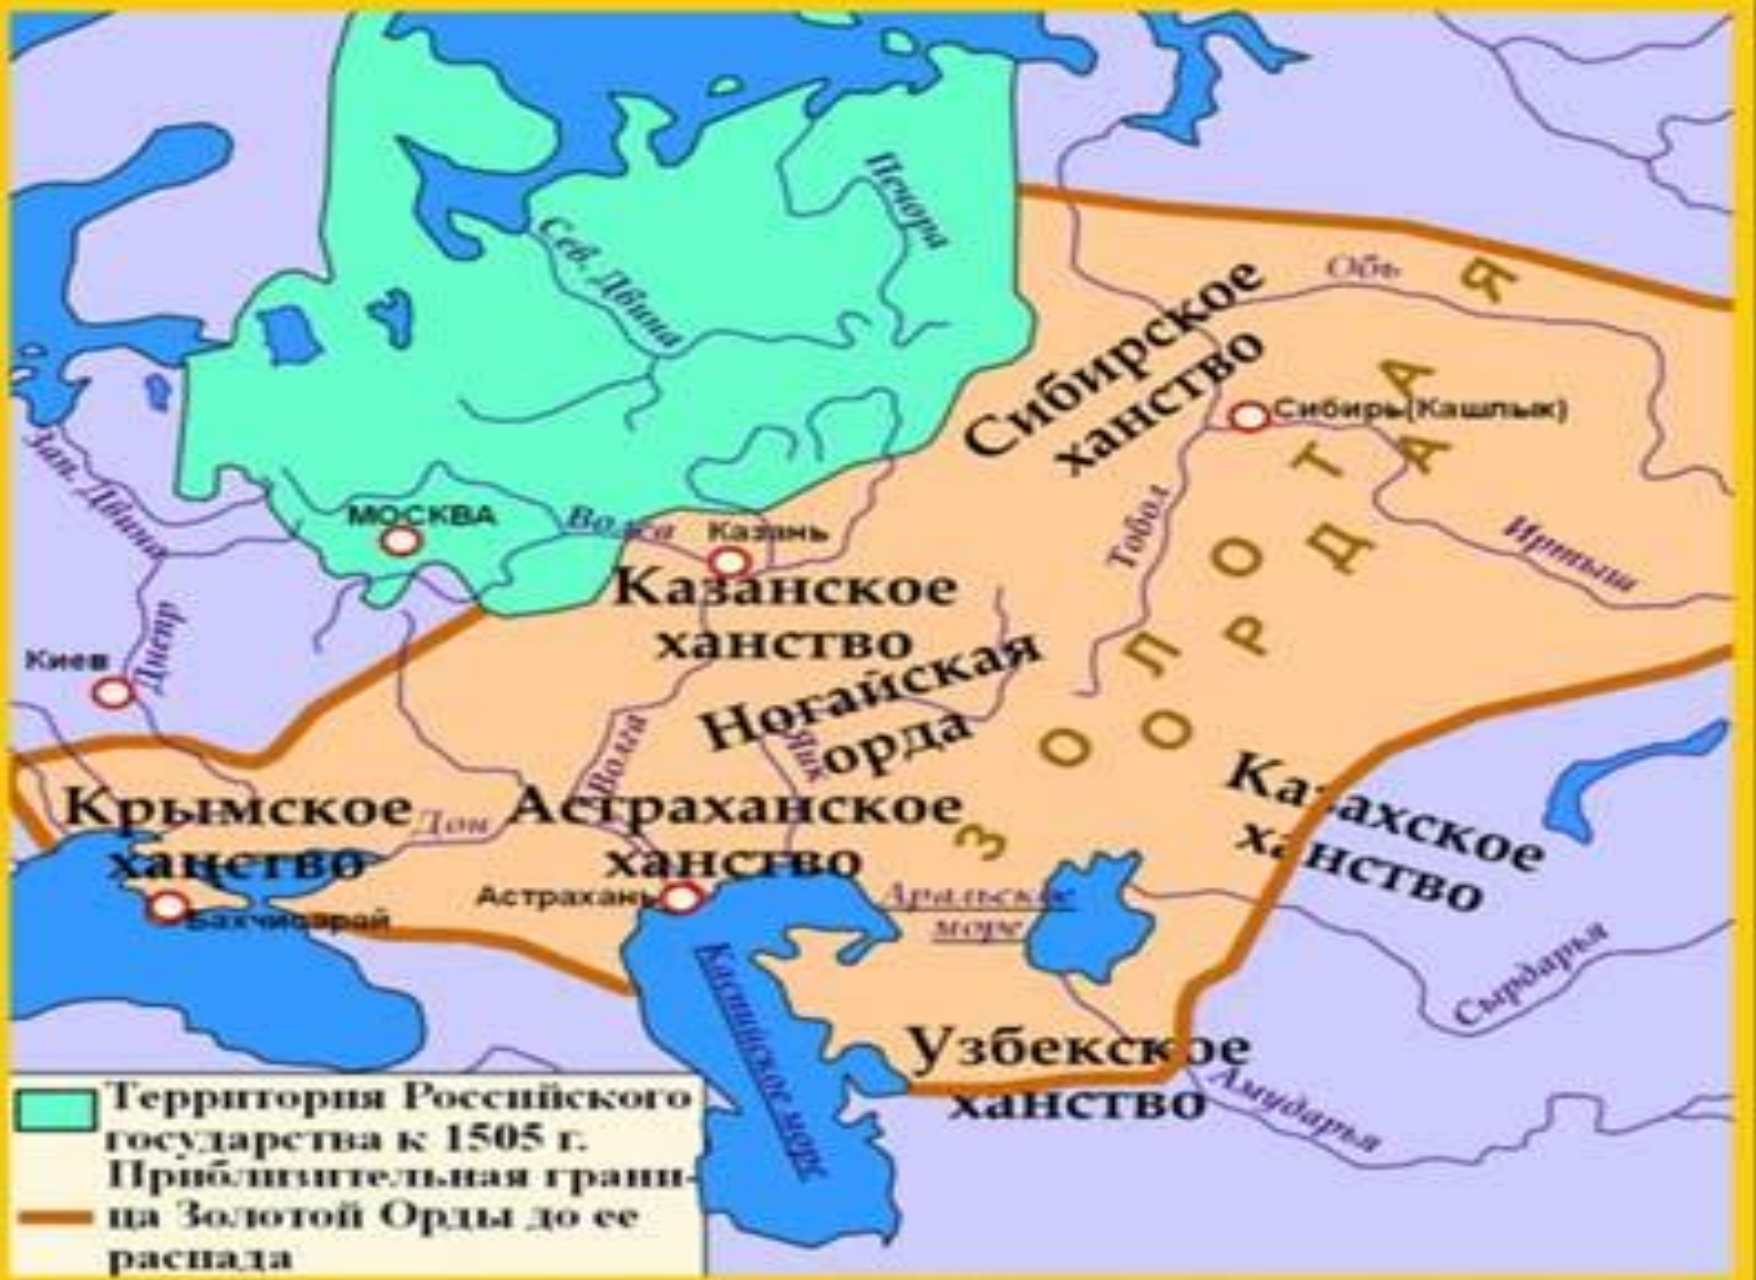 Печора
Сев. Двина
Обь
Сибирское
ханство
Сибирь(Кашлык)
ЗОЛОТАЯ
ОРДА
Зап. Двина
МОСКВА
Волга
Казань
Казанское
ханство
Тобол
Иртыш
Киев
Днепр
Ногайская
орда
Волга
Яик
Крымское
ханство
Дон
Астраханское
ханство
Казахское
ханство
Астрахань
Бахчисарай
Аральское
море
Каспийское море
Сырдарья
Узбекское
ханство
Амударья
Территория Российского
государства к 1505 г.
Приблизительная грани-
ца Золотой Орды до ее
распада